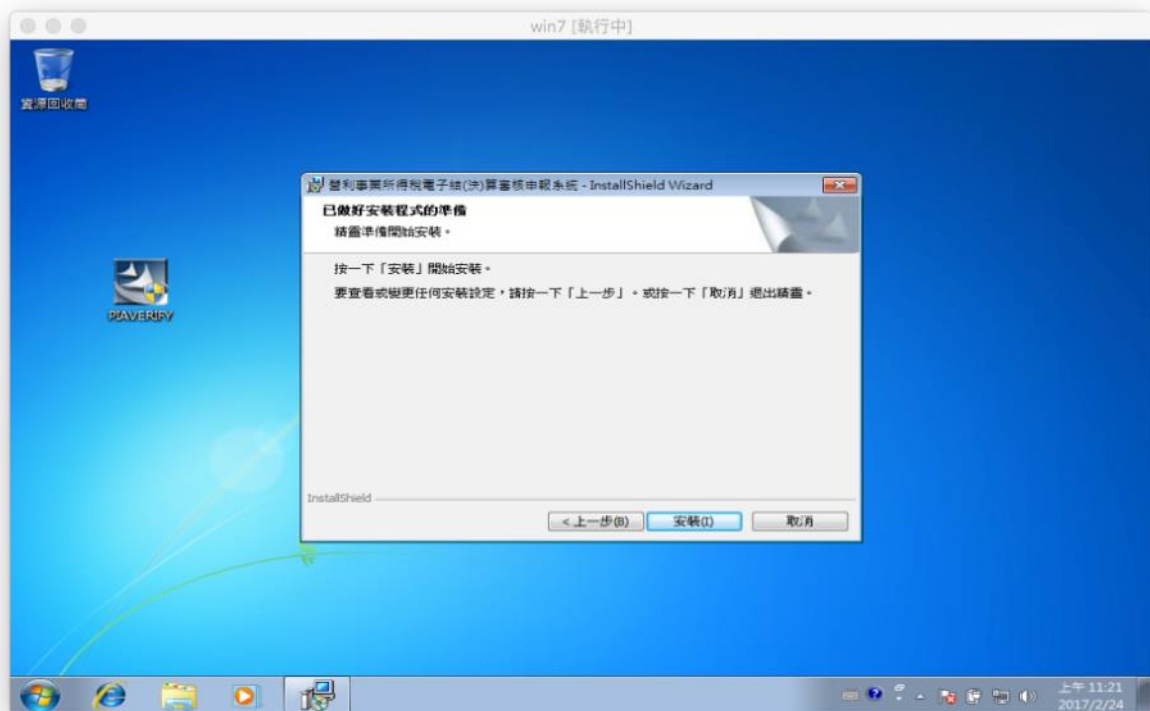 win7 [執行中]
資源回收筒
營利事業所得稅電子結(決)算審核申報系統 - InstallShield Wizard
已做好安裝程式的準備
精靈準備開始安裝。
按一下「安裝」開始安裝。
要查看或變更任何安裝設定，請按一下「上一步」。或按一下「取消」退出精靈。
PIAVERIFY
InstallShield
< 上一步(B)
安裝(I)
取消
上午 11:21
2017/2/24